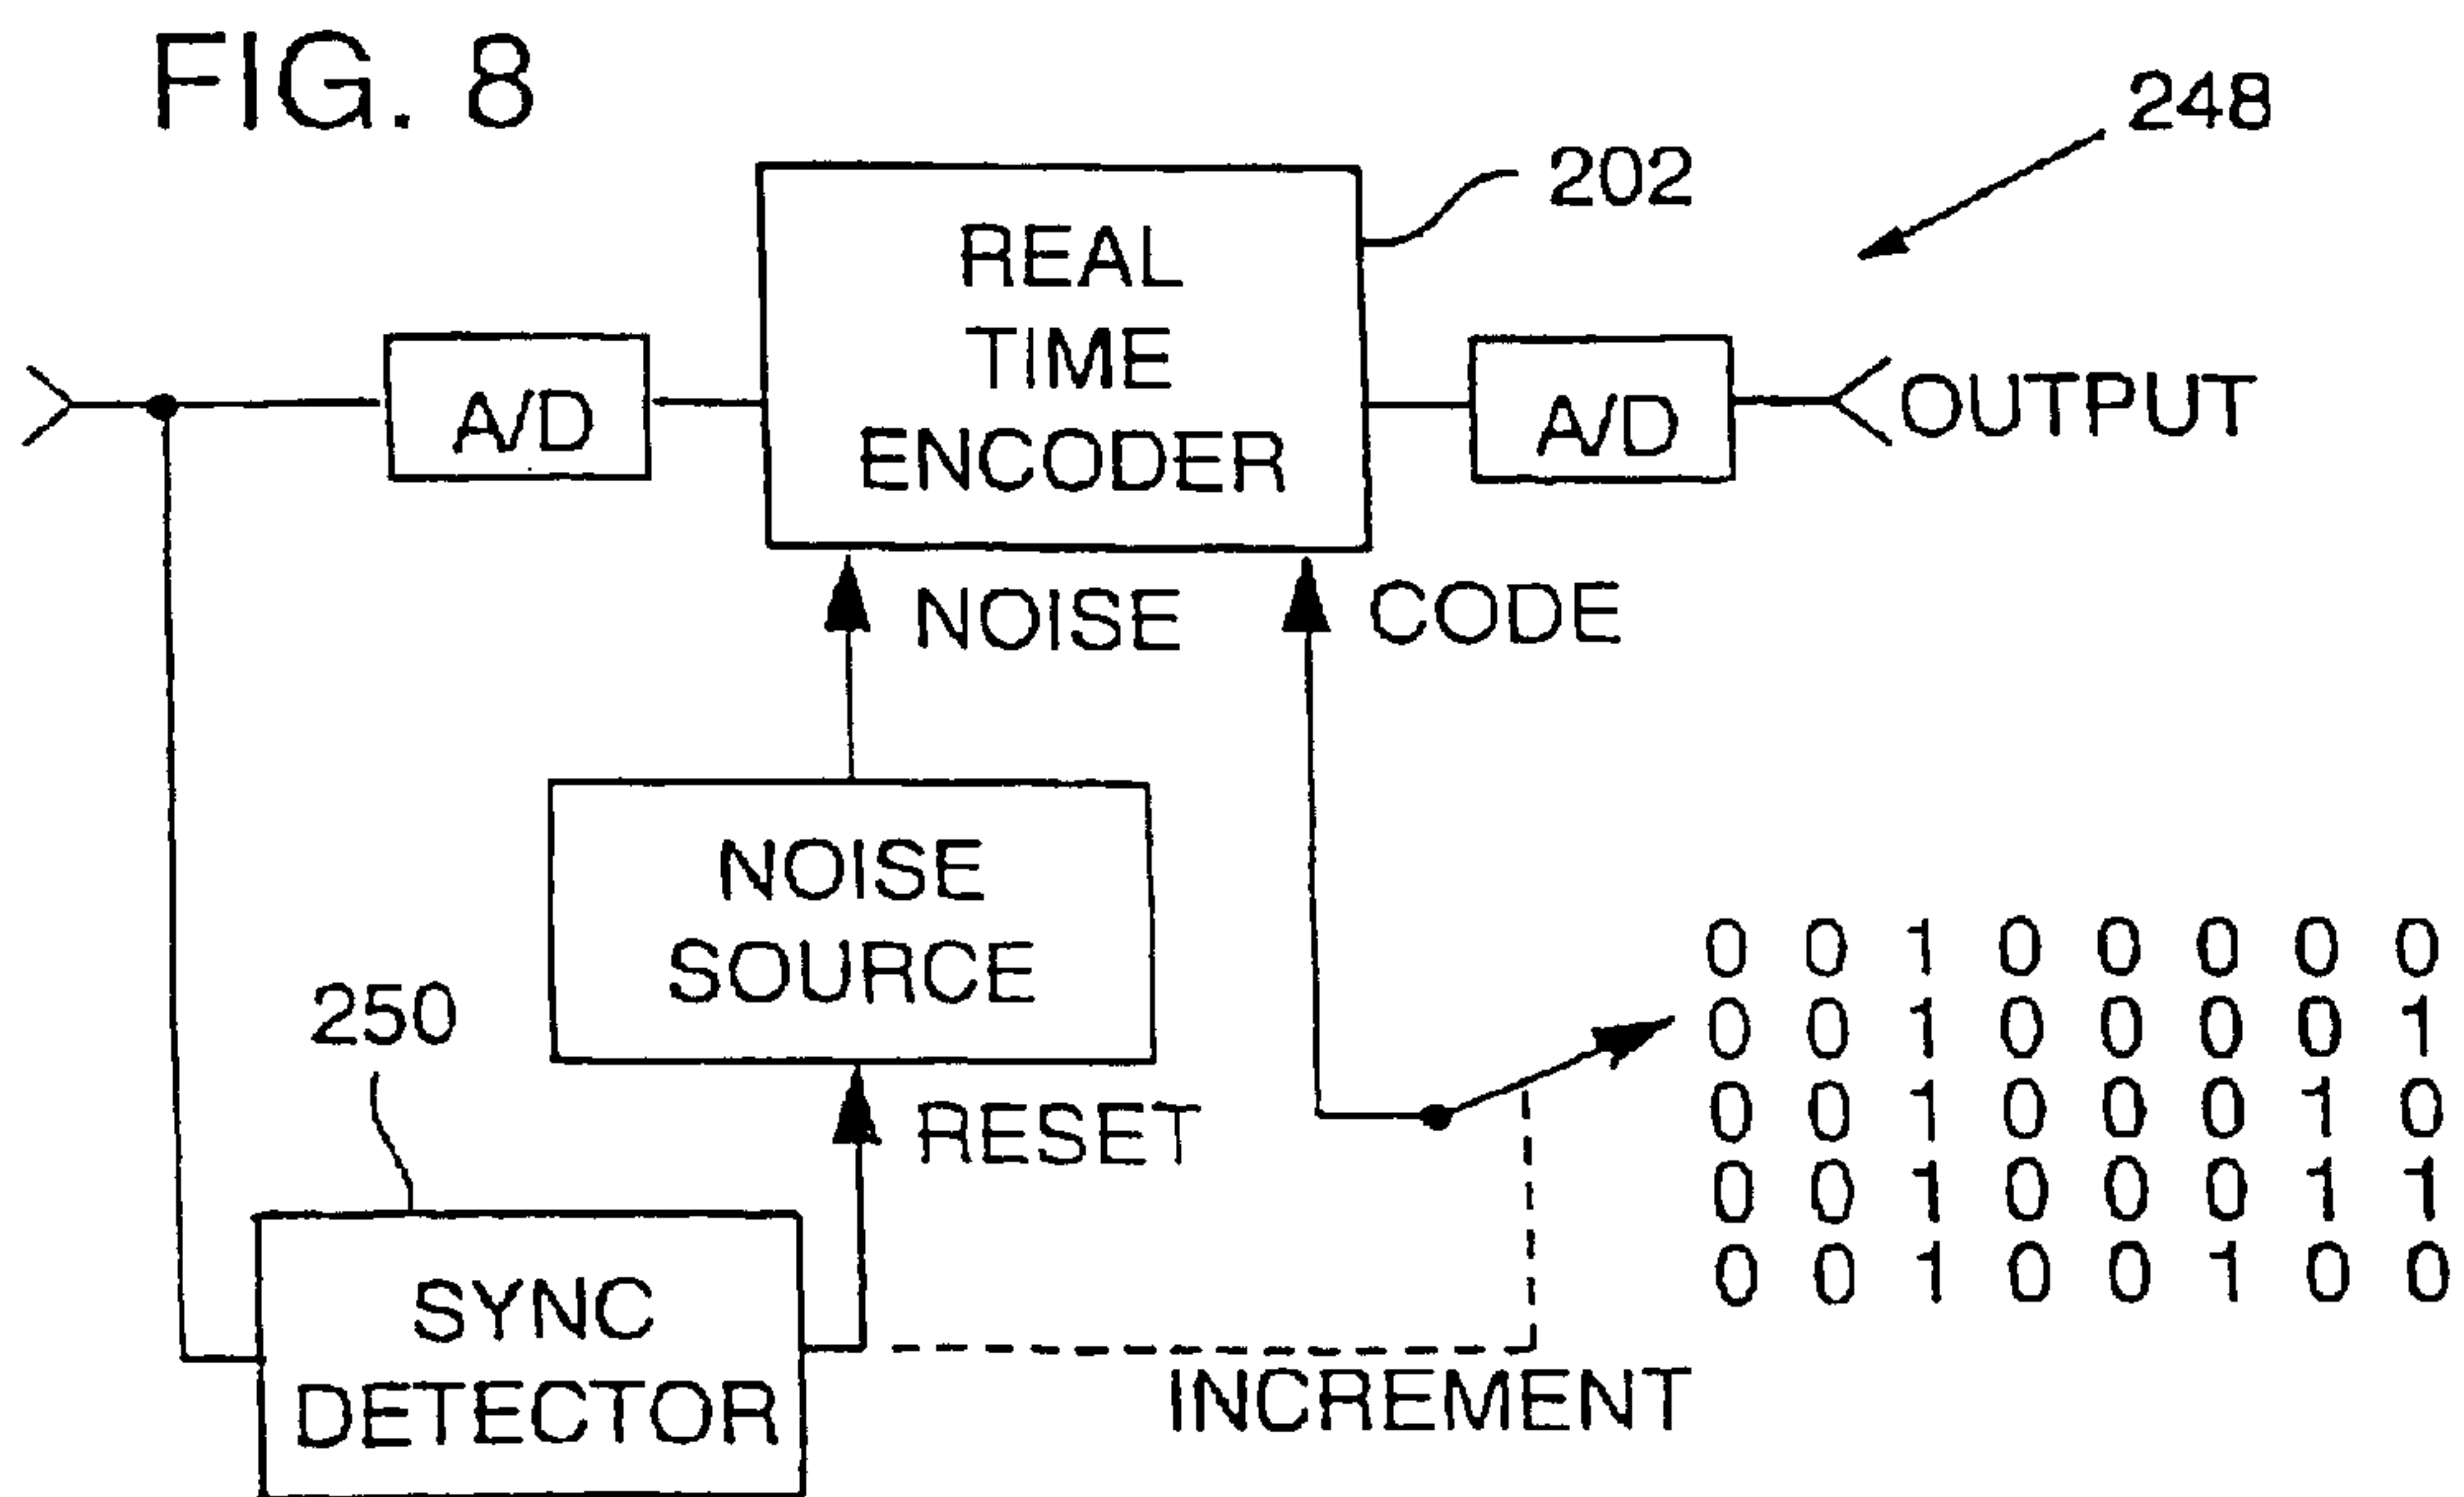 FIG. 8
248
202
REAL
TIME
ENCODER
A/D
A/D
OUTPUT
NOISE
CODE
NOISE
SOURCE
250
RESET
0 0 1 0 0 0 0 0
0 0 1 0 0 0 0 1
0 0 1 0 0 0 1 0
0 0 1 0 0 0 1 1
0 0 1 0 0 1 0 0
SYNC
DETECTOR
INCREMENT